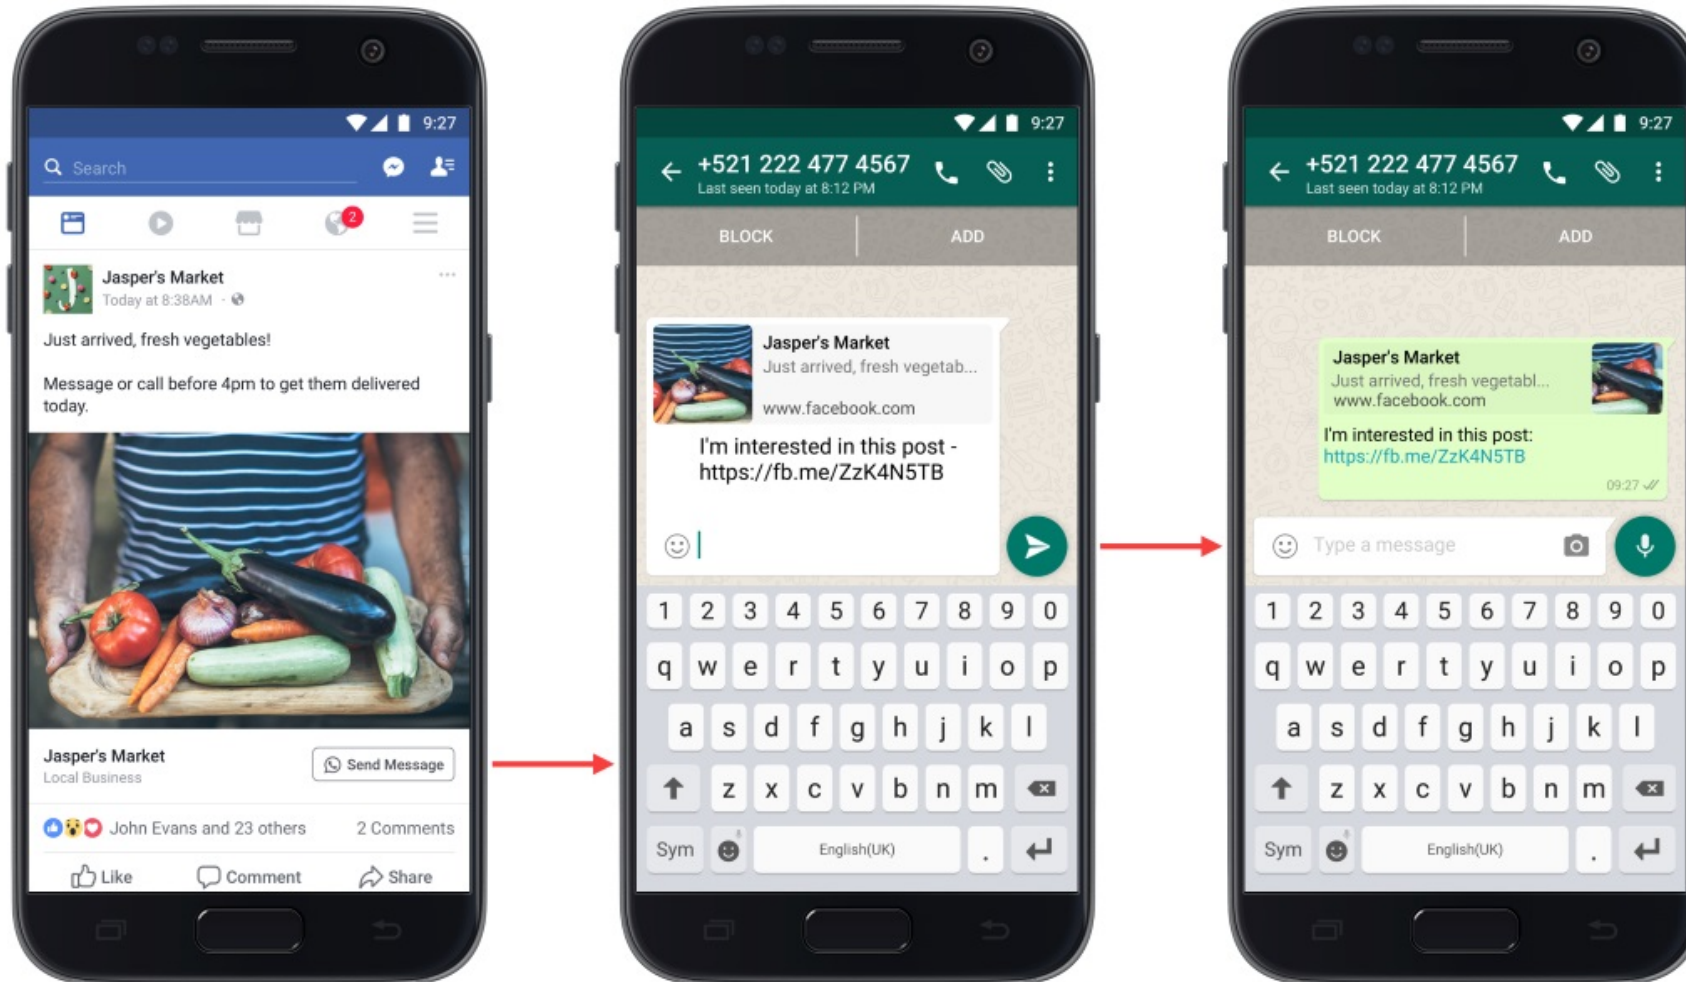 9:27
Search
2
Jasper's Market
Today at 8:38AM
Just arrived, fresh vegetables!
Message or call before 4pm to get them delivered
today.
Jasper's Market
Local Business
Send Message
John Evans and 23 others 2 Comments
Like Comment Share
9:27
+521 222 477 4567
Last seen today at 8:12 PM
BLOCK ADD
Jasper's Market
Just arrived, fresh vegetab...
www.facebook.com
I'm interested in this post -
https://fb.me/ZzK4N5TB
1 2 3 4 5 6 7 8 9 0
q w e r t y u i o p
a s d f g h j k l
z x c v b n m
Sym English(UK) .
9:27
+521 222 477 4567
Last seen today at 8:12 PM
BLOCK ADD
Jasper's Market
Just arrived, fresh vegetabl...
www.facebook.com
I'm interested in this post:
https://fb.me/ZzK4N5TB
09:27
Type a message
1 2 3 4 5 6 7 8 9 0
q w e r t y u i o p
a s d f g h j k l
z x c v b n m
Sym English(UK) .